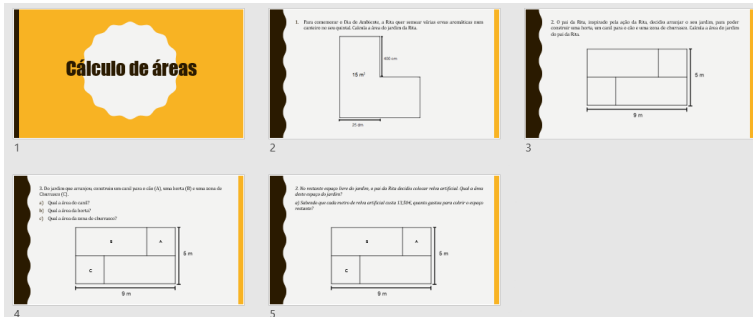 Cálculo de áreas
1
1. Para comemorar o Dia do Ambiente, a Rita quer semear várias ervas aromáticas num
canteiro no seu quintal. Calcula a área do jardim da Rita.
400 cm
15 m²
25 dm
2
2. O pai da Rita, inspirado pela ação da Rita, decidiu arranjar o seu jardim, para poder
construir uma horta, um canil para o cão e uma zona de churrasco. Calcula a área do jardim
do pai da Rita.
5 m
9 m
3
3. Do jardim que arranjou, construiu um canil para o cão (A), uma horta (B) e uma zona de
Churrasco (C).
a) Qual a área do canil?
b) Qual a área da horta?
c) Qual a área da zona de churrasco?
B
A
C
5 m
9 m
4
3. No restante espaço livre do jardim, o pai da Rita decidiu colocar relva artificial. Qual a área
deste espaço do jardim?
a) Sabendo que cada metro de relva artificial custa 13,50€, quanto gastou para cobrir o espaço
restante?
B
A
C
5 m
9 m
5